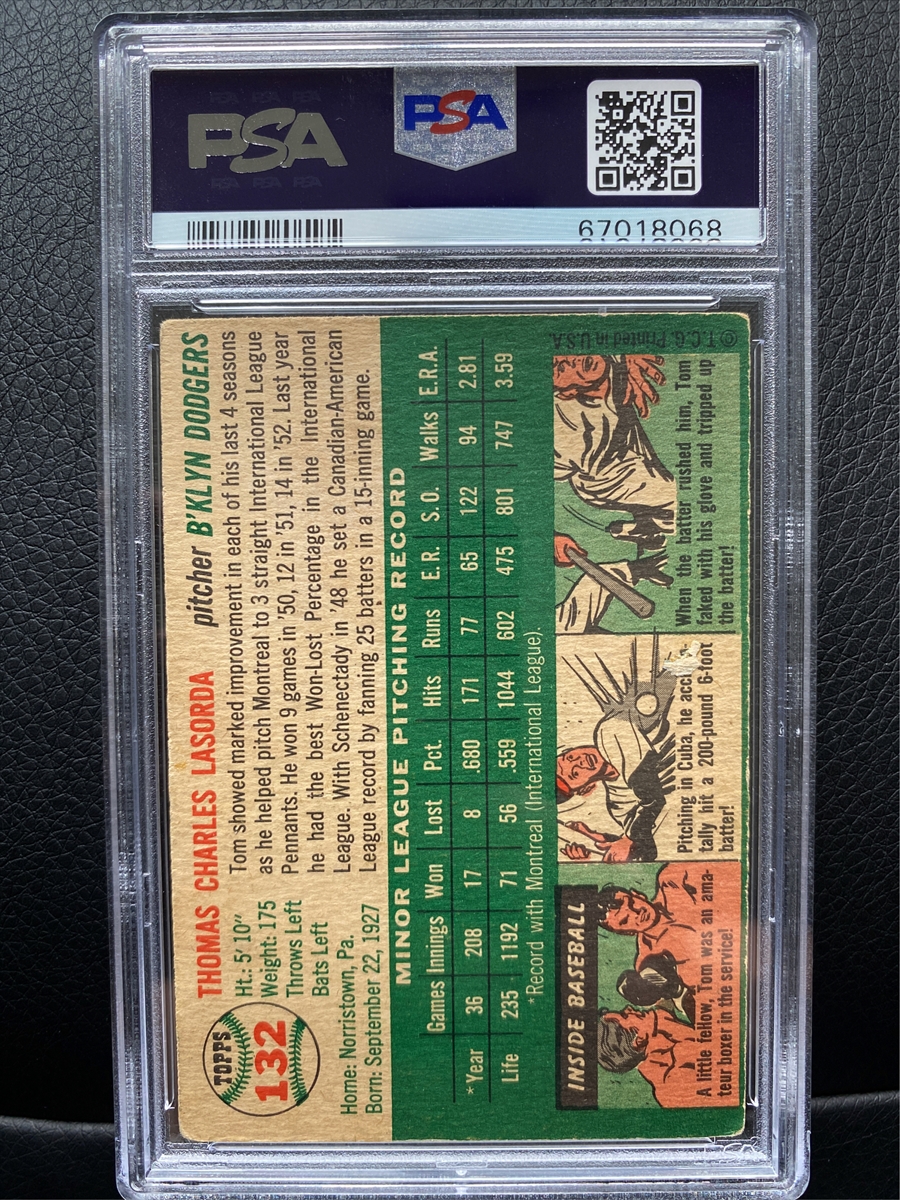 PSA
PSA
67018068
TOPPS
132
THOMAS CHARLES LASORDA
pitcher B'KLYN DODGERS
Ht.: 5' 10"
Weight: 175
Throws Left
Bats Left
Home: Norristown, Pa.
Born: September 22, 1927
Tom showed marked improvement in each of his last 4 seasons
as he helped pitch Montreal to 3 straight International League
Pennants. He won 9 games in '50, 12 in '51, 14 in '52. Last year
he had the best Won-Lost Percentage in the International
League. With Schenectady in '48 he set a Canadian-American
League record by fanning 25 batters in a 15-inning game.
MINOR LEAGUE PITCHING RECORD
Games Innings Won Lost Pct. Hits Runs E.R. S.O. Walks E.R.A.
*Year 36 208 17 8 .680 171 77 65 122 94 2.81
Life 235 1192 71 56 .559 1044 602 475 801 747 3.59
*Record with Montreal (International League).
INSIDE BASEBALL
A little fellow, Tom was an ama-
teur boxer in the service!
Pitching in Cuba, he acci
tally hit a 200-pound 6-foot
batter!
When the batter rushed him, Tom
faked with his glove and tripped up
the batter!
© T.C.G. Printed in U.S.A.